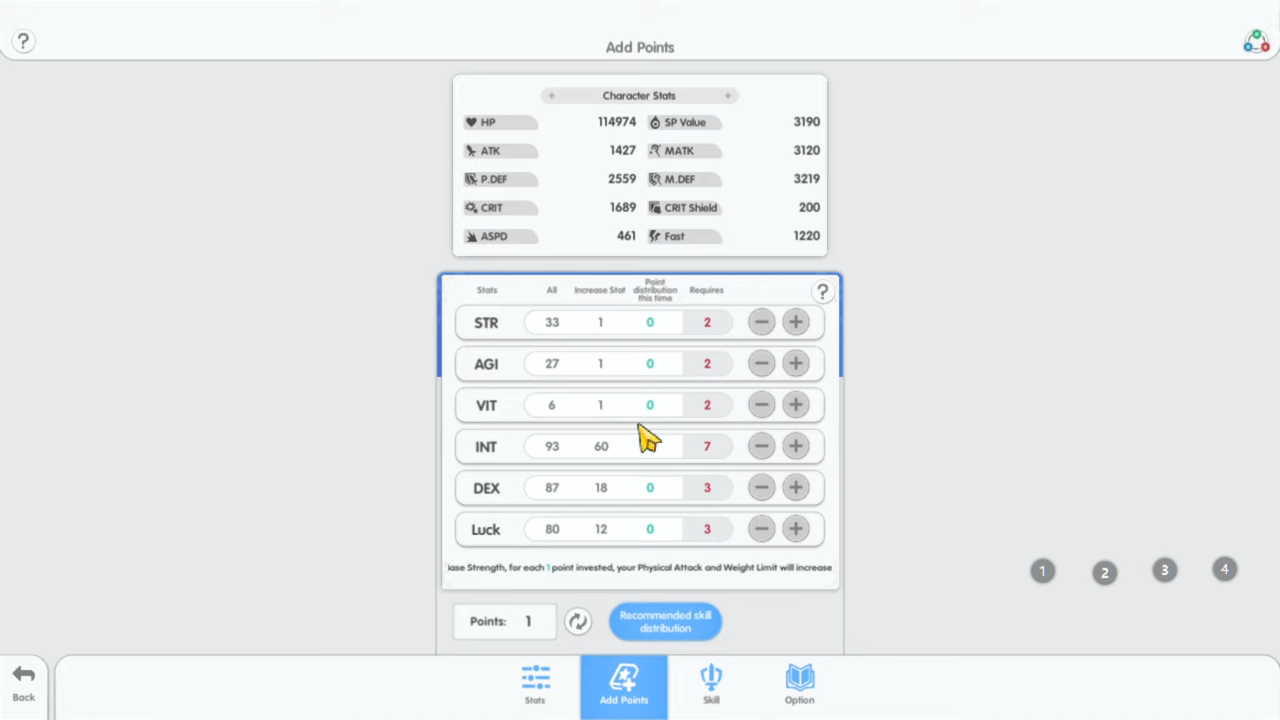 ?
Add Points
Character Stats
HP 114974 SP Value 3190
ATK 1427 MATK 3120
P.DEF 2559 M.DEF 3219
CRIT 1689 CRIT Shield 200
ASPD 461 Fast 1220
Stats All Increase Stat Point distribution this time Requires ?
STR 33 1 0 2
AGI 27 1 0 2
VIT 6 1 0 2
INT 93 60 7
DEX 87 18 0 3
Luck 80 12 0 3
Strength, for each 1 point invested, your Physical Attack and Weight Limit will increase
1 2 3 4
Points: 1
Recommended skill
distribution
Back
Stats
Add Points
Skill
Option